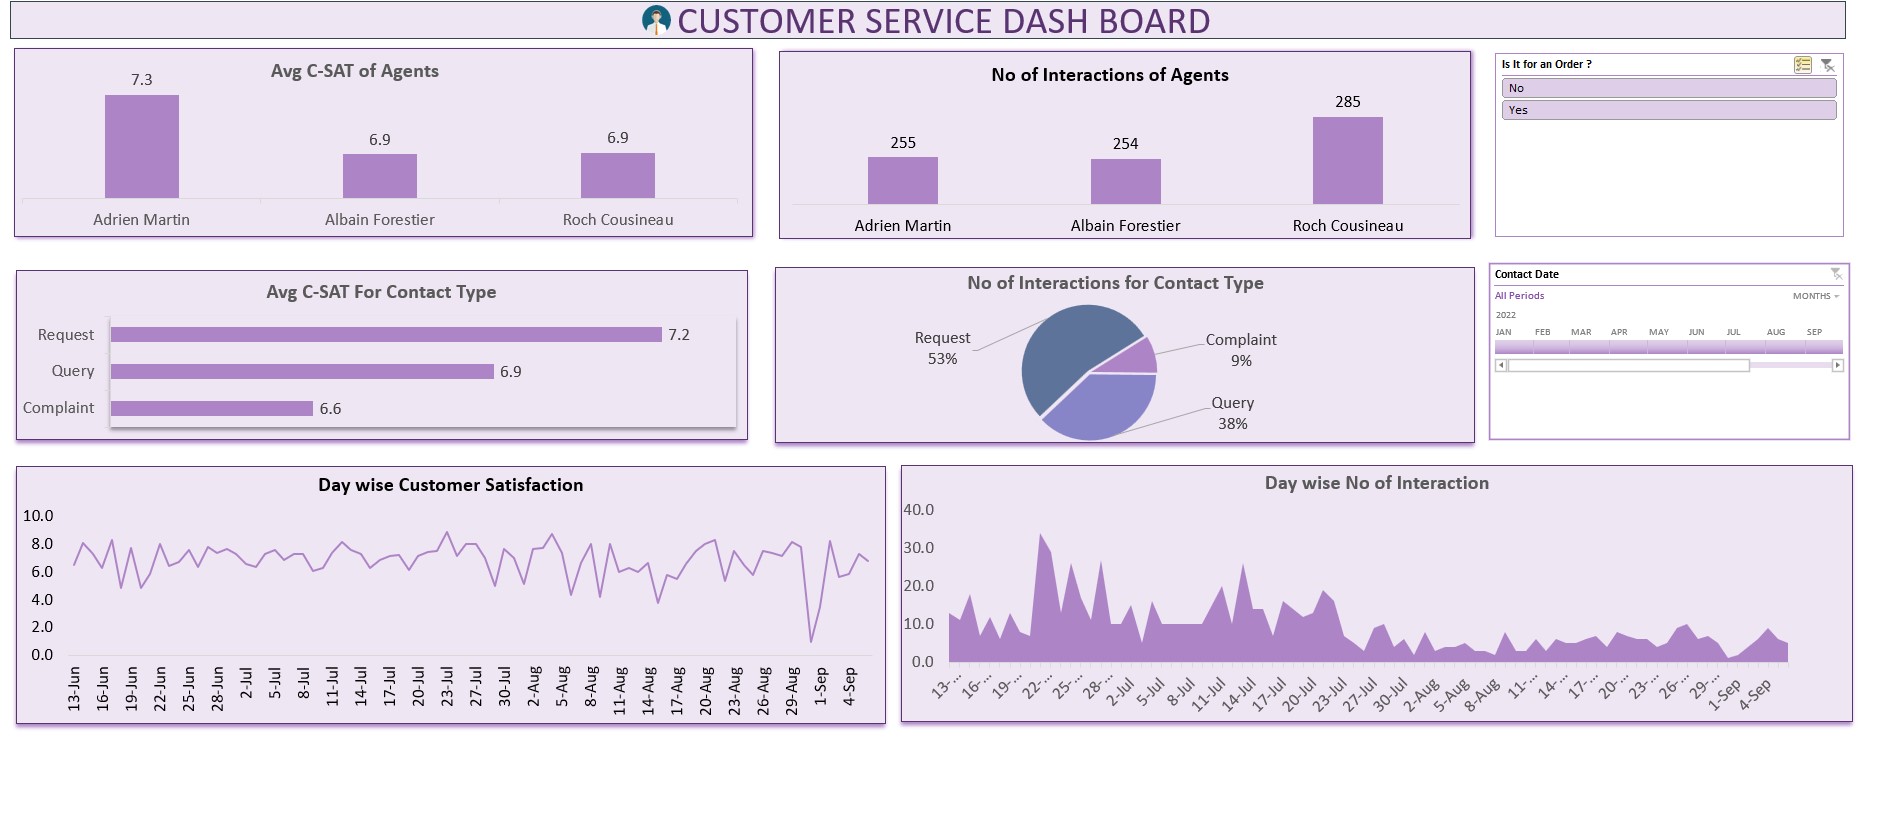 CUSTOMER SERVICE DASH BOARD
Avg C-SAT of Agents
7.3
6.9
6.9
Adrien Martin
Albain Forestier
Roch Cousineau
No of Interactions of Agents
255
254
285
Adrien Martin
Albain Forestier
Roch Cousineau
Is It for an Order ?
No
Yes
Avg C-SAT For Contact Type
Request
7.2
Query
6.9
Complaint
6.6
No of Interactions for Contact Type
Request
53%
Complaint
9%
Query
38%
Contact Date
All Periods
MONTHS
2022
JAN FEB MAR APR MAY JUN JUL AUG SEP
Day wise Customer Satisfaction
10.0
8.0
6.0
4.0
2.0
0.0
13-Jun
16-Jun
19-Jun
22-Jun
25-Jun
28-Jun
2-Jul
5-Jul
8-Jul
11-Jul
14-Jul
17-Jul
20-Jul
23-Jul
27-Jul
30-Jul
2-Aug
5-Aug
8-Aug
11-Aug
14-Aug
17-Aug
20-Aug
23-Aug
26-Aug
29-Aug
1-Sep
4-Sep
Day wise No of Interaction
40.0
30.0
20.0
10.0
0.0
13-...
16-...
19-...
22-...
25-...
28-...
2-Jul
5-Jul
8-Jul
11-Jul
14-Jul
17-Jul
20-Jul
23-Jul
27-Jul
30-Jul
2-Aug
5-Aug
8-Aug
11-...
14-...
17-...
20-...
23-...
26-...
29-...
1-Sep
4-Sep